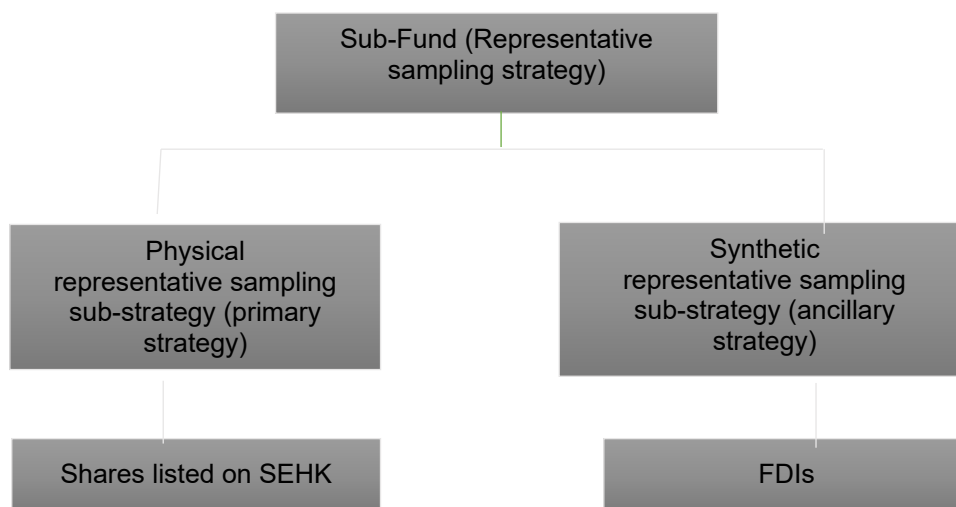 Sub-Fund (Representative
sampling strategy)
Physical
representative sampling
sub-strategy (primary
strategy)
Synthetic
representative sampling
sub-strategy (ancillary
strategy)
Shares listed on SEHK
FDIs